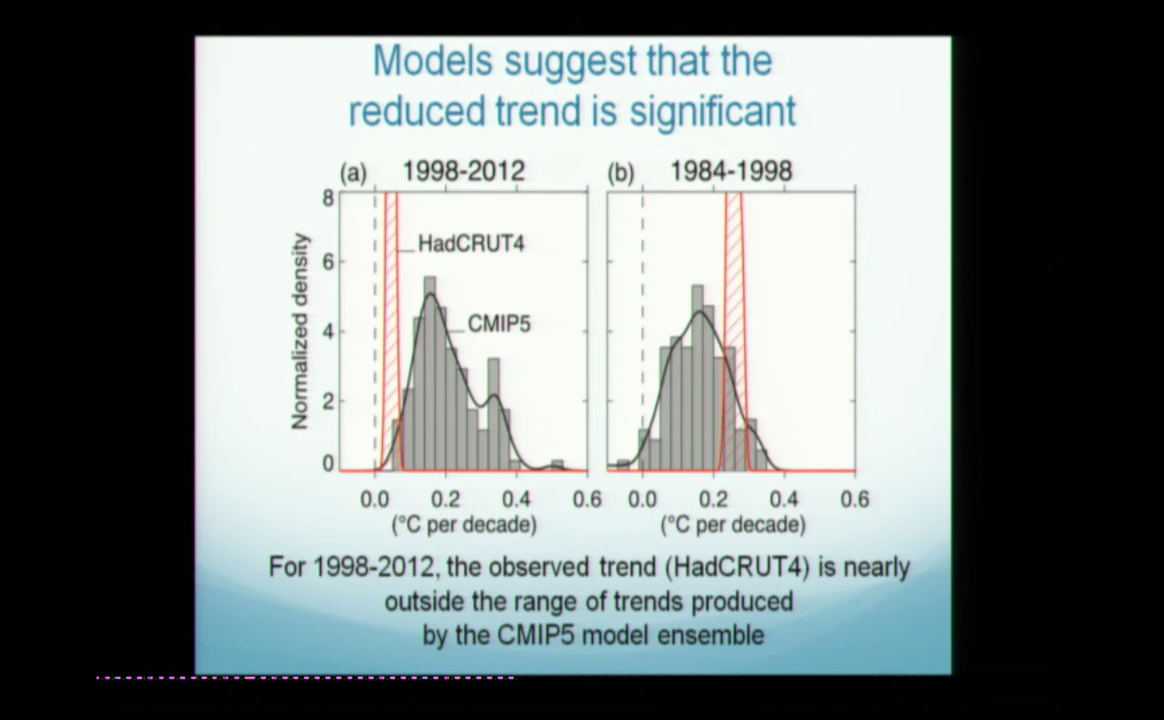 Models suggest that the
reduced trend is significant
(a) 1998-2012
(b) 1984-1998
Normalized density
8
6
4
2
0
HadCRUT4
CMIP5
0.0 0.2 0.4 0.6
(°C per decade)
0.0 0.2 0.4 0.6
(°C per decade)
For 1998-2012, the observed trend (HadCRUT4) is nearly
outside the range of trends produced
by the CMIP5 model ensemble